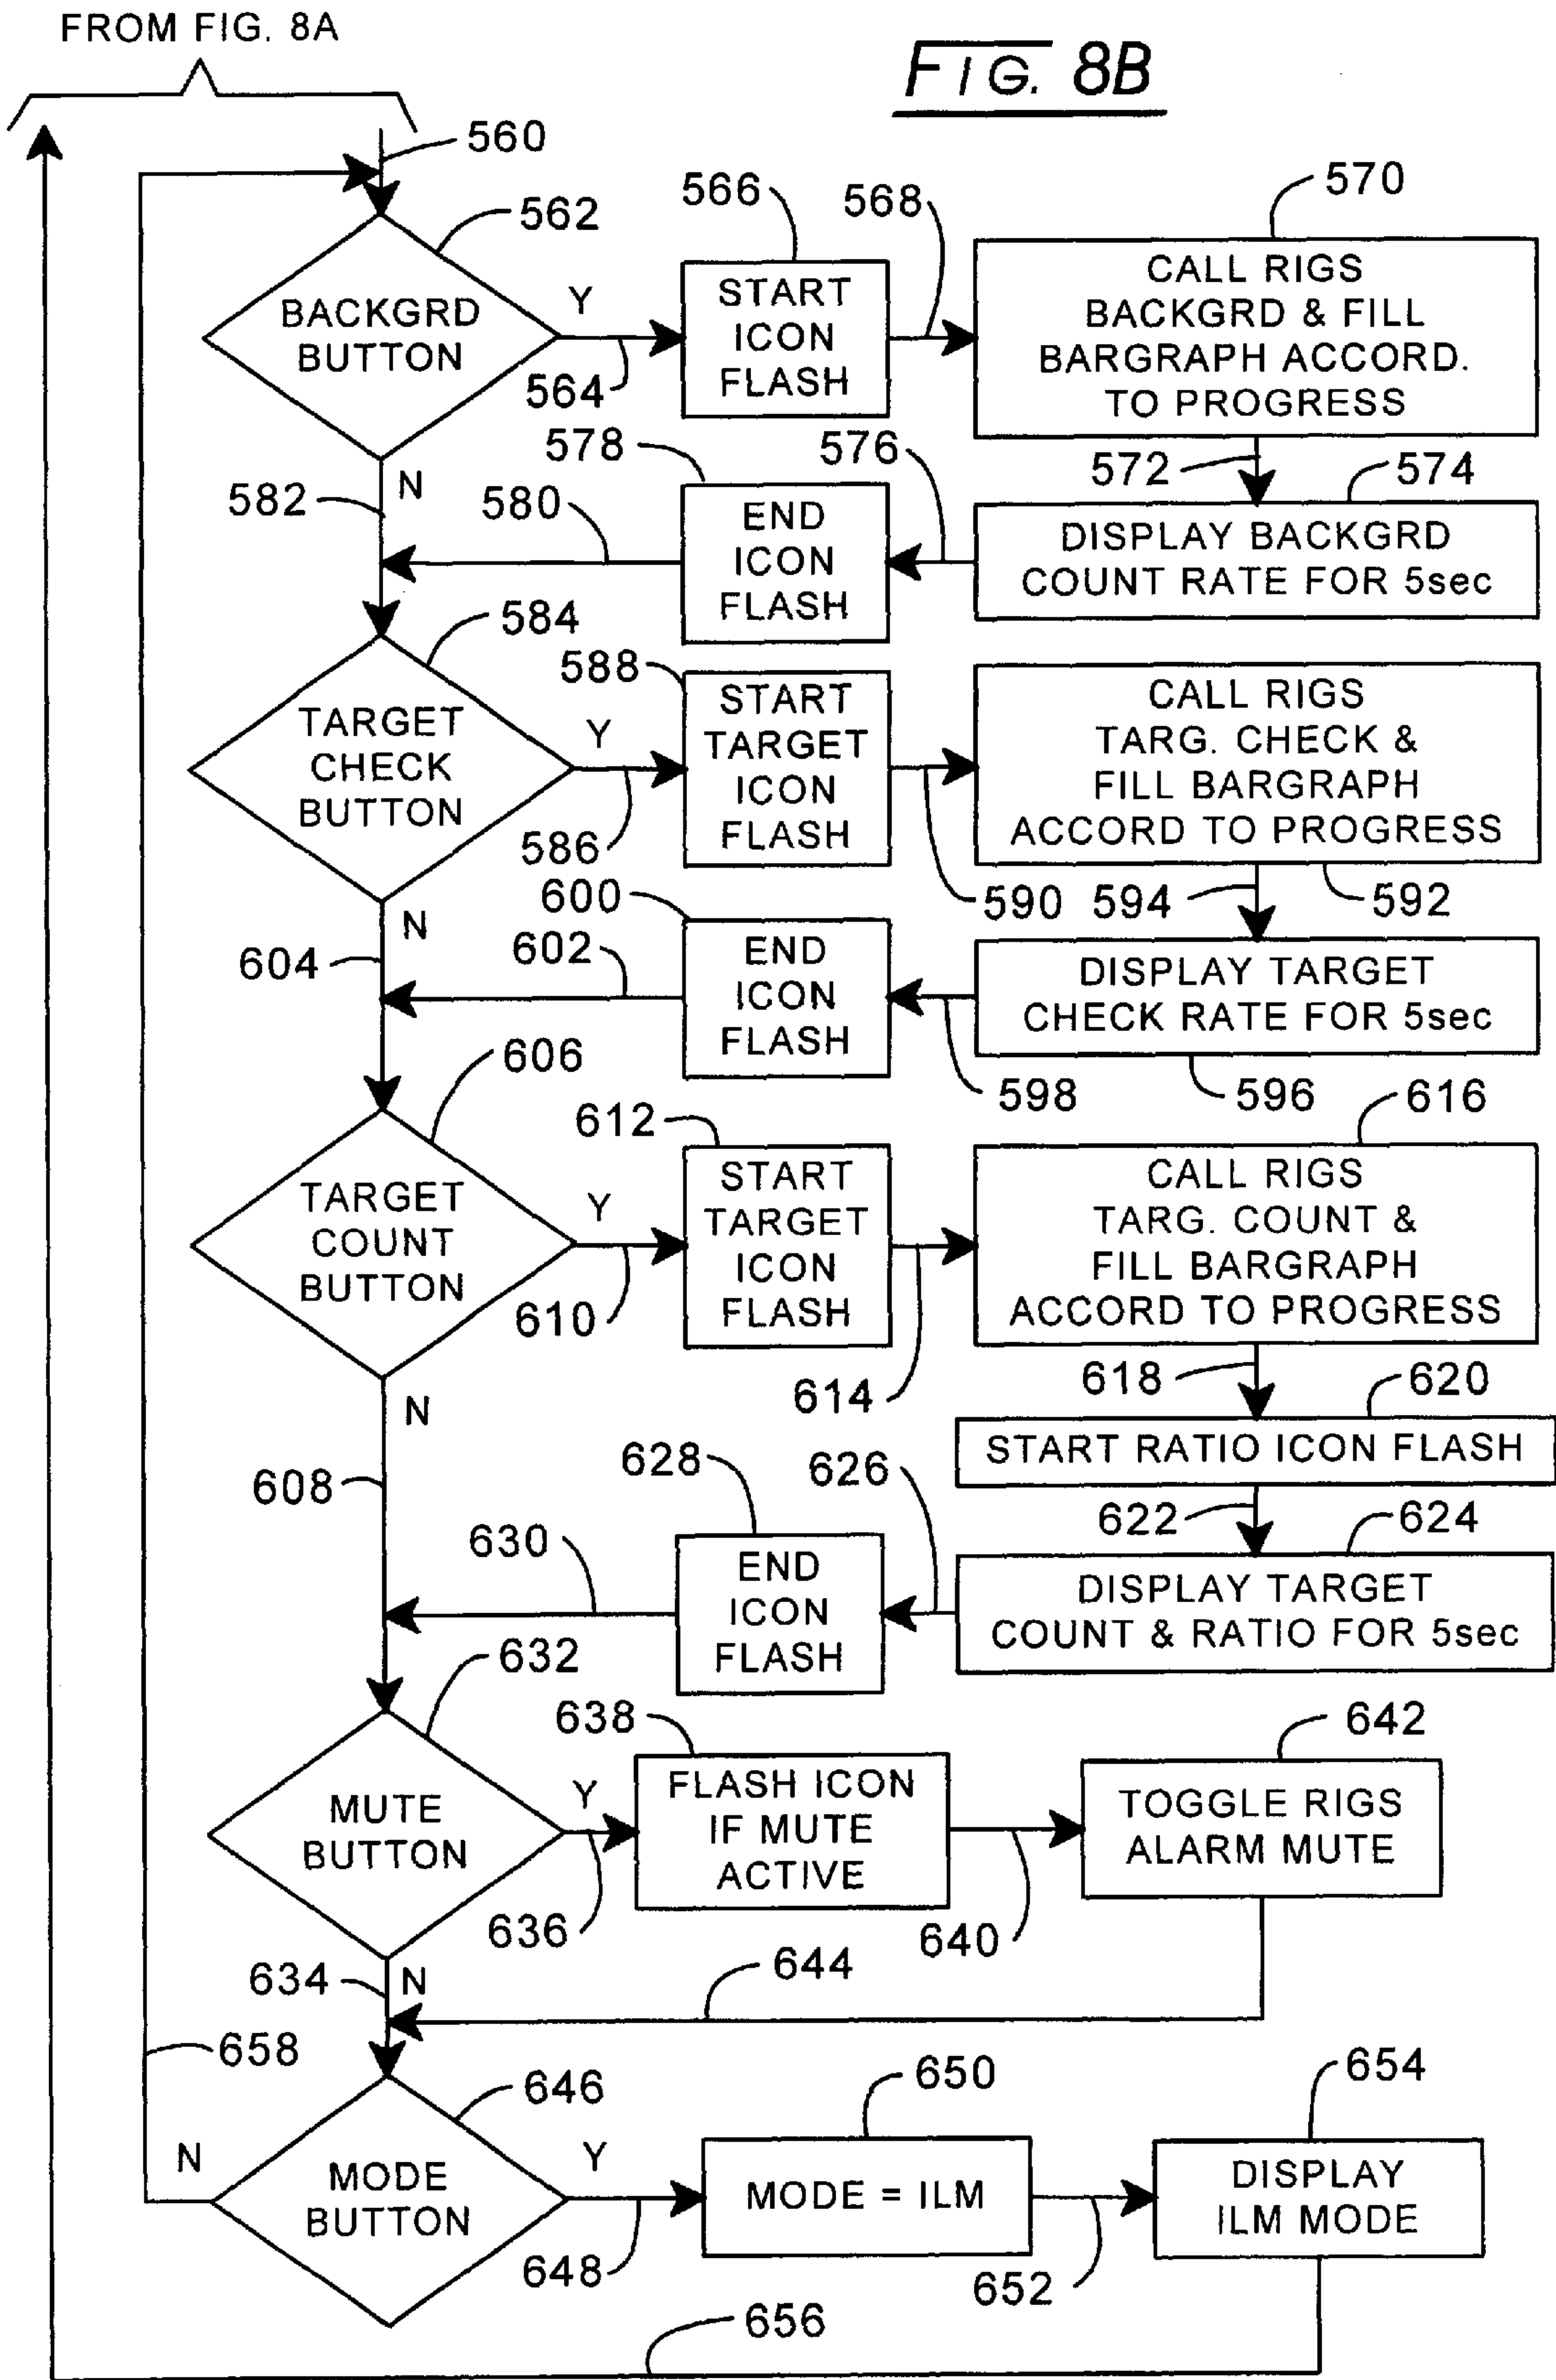 FROM FIG. 8A
FIG. 8B
560
562
566
568
570
BACKGRD
BUTTON
Y
564
START
ICON
FLASH
CALL RIGS
BACKGRD & FILL
BARGRAPH ACCORD.
TO PROGRESS
572
574
N
582
580
578
576
END
ICON
FLASH
DISPLAY BACKGRD
COUNT RATE FOR 5sec
584
588
TARGET
CHECK
BUTTON
Y
586
START
TARGET
ICON
FLASH
CALL RIGS
TARG. CHECK &
FILL BARGRAPH
ACCORD TO PROGRESS
590
594
592
N
604
600
602
END
ICON
FLASH
DISPLAY TARGET
CHECK RATE FOR 5sec
598
596
606
612
616
TARGET
COUNT
BUTTON
Y
610
START
TARGET
ICON
FLASH
CALL RIGS
TARG. COUNT &
FILL BARGRAPH
ACCORD TO PROGRESS
614
618
620
START RATIO ICON FLASH
N
608
622
624
628
626
630
END
ICON
FLASH
DISPLAY TARGET
COUNT & RATIO FOR 5sec
632
638
642
MUTE
BUTTON
Y
636
FLASH ICON
IF MUTE
ACTIVE
640
TOGGLE RIGS
ALARM MUTE
634
N
644
658
646
650
654
N
MODE
BUTTON
Y
648
MODE = ILM
652
DISPLAY
ILM MODE
656